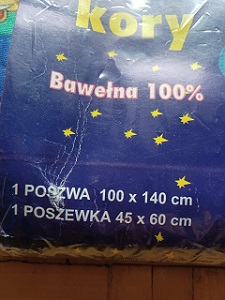 kory
Bawełna 100%
1 POSZWA 100 x 140 cm
1 POSZEWKA 45 x 60 cm